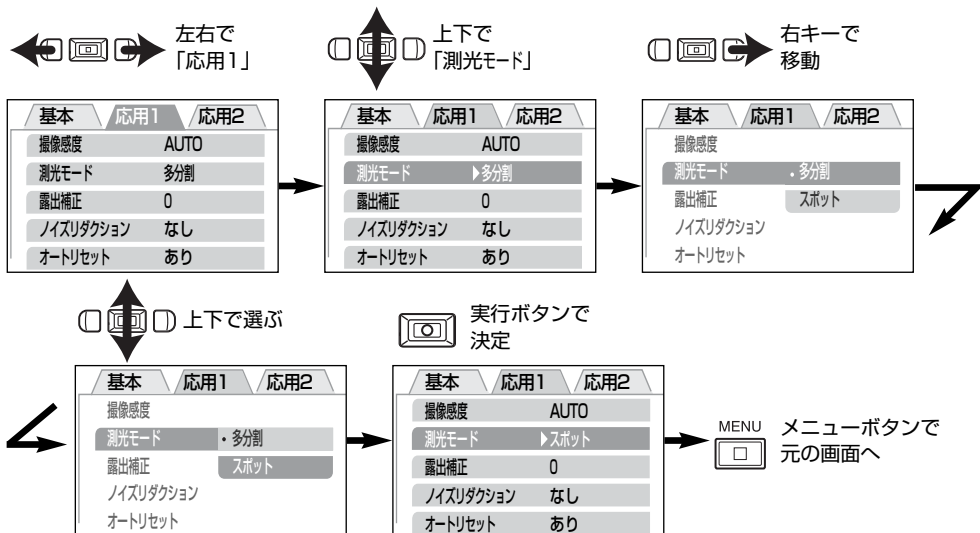 左右で
「応用1」
上下で
「測光モード」
右キーで
移動
基本 応用1 応用2
撮像感度 AUTO
測光モード 多分割
露出補正 0
ノイズリダクション なし
オートリセット あり
基本 応用1 応用2
撮像感度 AUTO
測光モード ▶多分割
露出補正 0
ノイズリダクション なし
オートリセット あり
基本 応用1 応用2
撮像感度
測光モード ・多分割
露出補正 スポット
ノイズリダクション
オートリセット
上下で選ぶ
実行ボタンで
決定
基本 応用1 応用2
撮像感度
測光モード ・多分割
露出補正 スポット
ノイズリダクション
オートリセット
基本 応用1 応用2
撮像感度 AUTO
測光モード ▶スポット
露出補正 0
ノイズリダクション なし
オートリセット あり
MENU メニューボタンで
元の画面へ